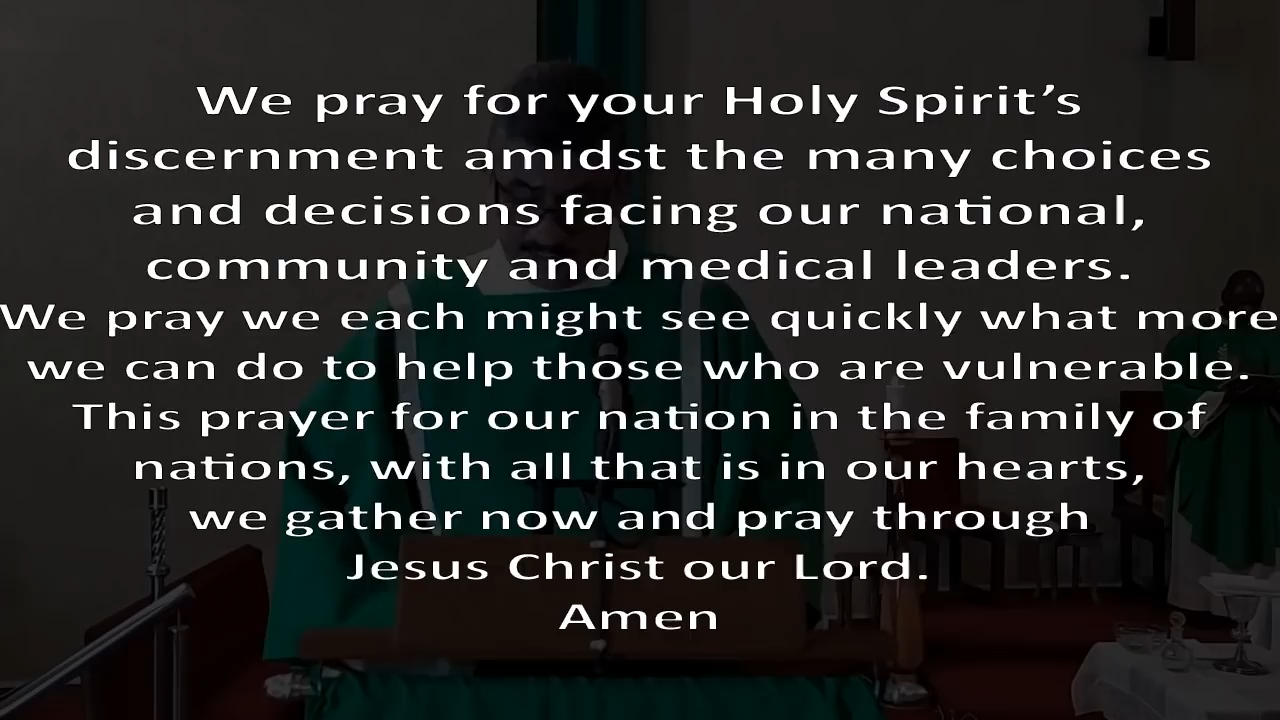 We pray for your Holy Spirit’s
discernment amidst the many choices
and decisions facing our national,
community and medical leaders.
We pray we each might see quickly what more
we can do to help those who are vulnerable.
This prayer for our nation in the family of
nations, with all that is in our hearts,
we gather now and pray through
Jesus Christ our Lord.
Amen